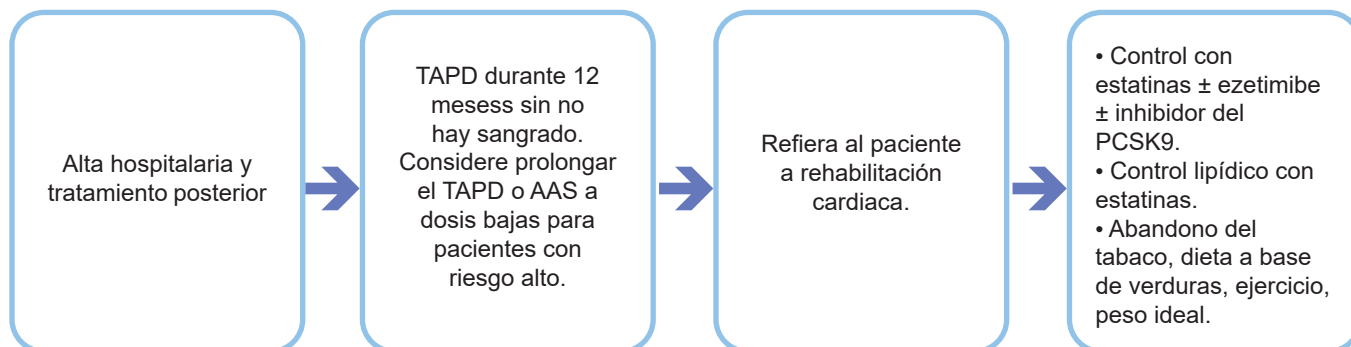 Alta hospitalaria y
tratamiento posterior
TAPD durante 12
mesess sin no
hay sangrado.
Considere prolongar
el TAPD o AAS a
dosis bajas para
pacientes con
riesgo alto.
Refiera al paciente
a rehabilitación
cardiaca.
• Control con
estatinas ± ezetimibe
± inhibidor del
PCSK9.
• Control lipídico con
estatinas.
• Abandono del
tabaco, dieta a base
de verduras, ejercicio,
peso ideal.